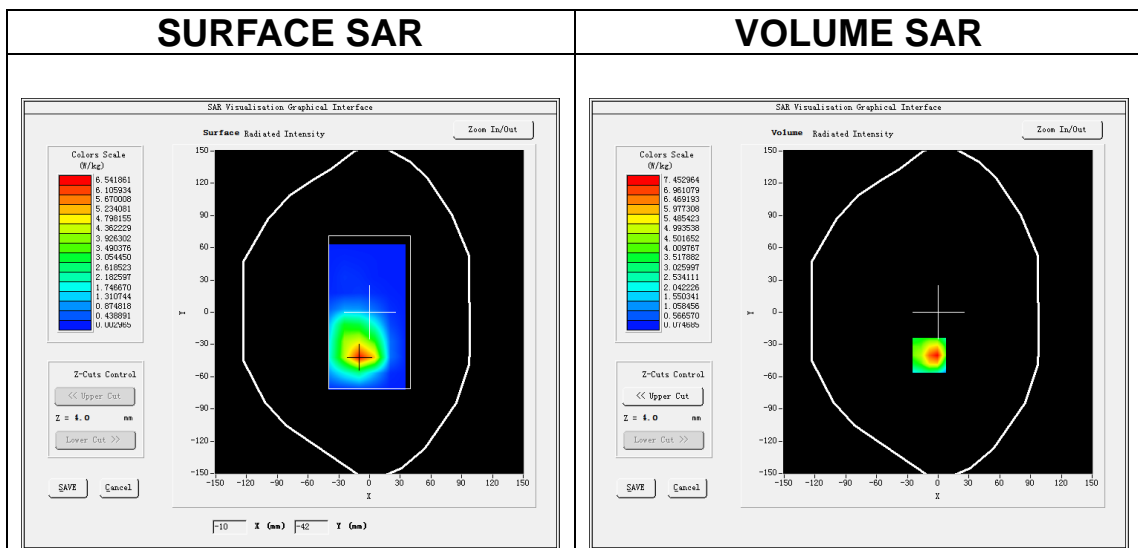 SURFACE SAR
SAR Visualisation Graphical Interface
Surface Radiated Intensity
Zoom In/Out
Colors Scale
(W/kg)
6.541861
6.105934
5.670008
5.234081
4.798155
4.362229
3.926302
3.490376
3.054450
2.618523
2.182597
1.746670
1.310744
0.874818
0.438891
0.002965
Z-Cuts Control
<< Upper Cut
Z = 4.0 mm
Lower Cut >>
SAVE Cancel
150
120
90
60
30
0
-30
-60
-90
-120
-150
Y
-150 -120 -90 -60 -30 0 30 60 90 120 150
X
-10 X (mm) -42 Y (mm)
VOLUME SAR
SAR Visualisation Graphical Interface
Volume Radiated Intensity
Zoom In/Out
Colors Scale
(W/kg)
7.452964
6.961079
6.469193
5.977308
5.485423
4.993538
4.501652
4.009767
3.517882
3.025997
2.534111
2.042226
1.550341
1.058456
0.566570
0.074685
Z-Cuts Control
<< Upper Cut
Z = 4.0 mm
Lower Cut >>
SAVE Cancel
150
120
90
60
30
0
-30
-60
-90
-120
-150
Y
-150 -120 -90 -60 -30 0 30 60 90 120 150
X